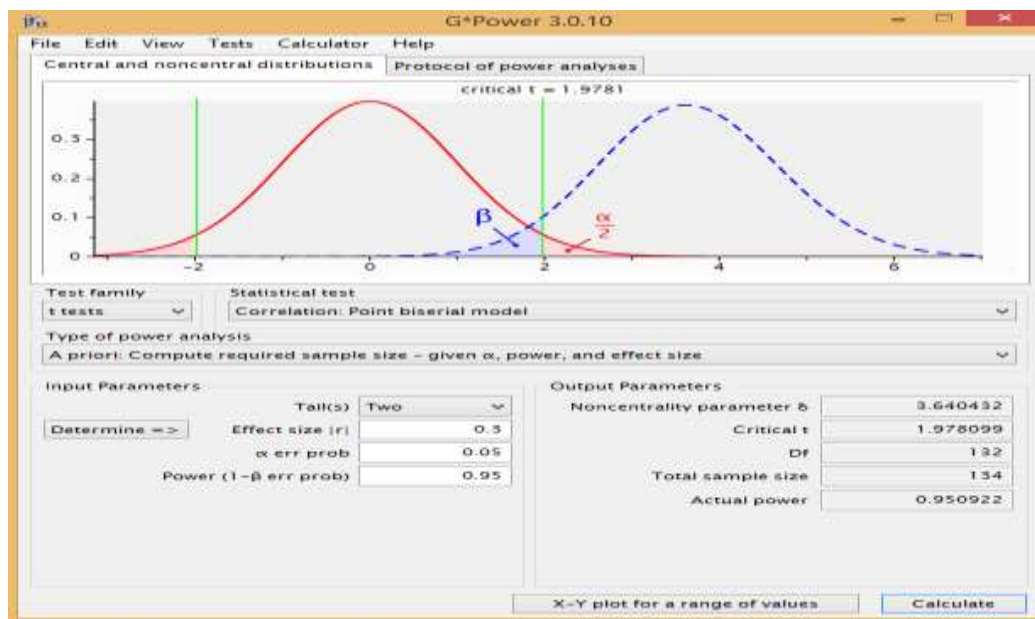 G*Power 3.0.10
File Edit View Tests Calculator Help
Central and noncentral distributions Protocol of power analyses
critical t = 1.9781
0.3
0.2
0.1
0
β
α
2
-2 0 2 4 6
Test family Statistical test
t tests Correlation: Point biserial model
Type of power analysis
A priori: Compute required sample size - given α, power, and effect size
Input Parameters Output Parameters
Tail(s) Two Noncentrality parameter δ 3.640432
Determine => Effect size |r| 0.3 Critical t 1.978099
α err prob 0.05 Df 132
Power (1-β err prob) 0.95 Total sample size 134
Actual power 0.950922
X-Y plot for a range of values Calculate